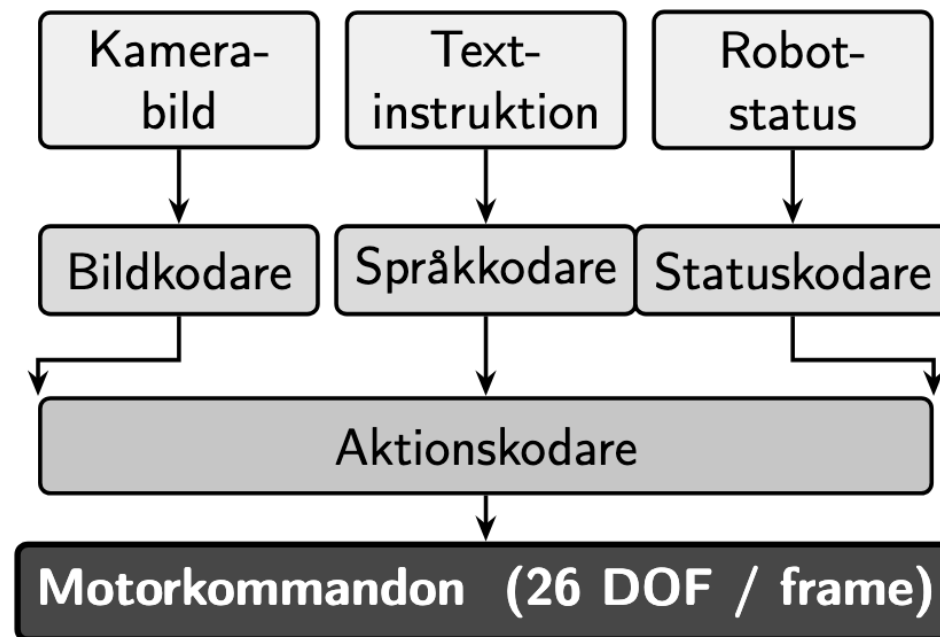 Kamera-
bild
Text-
instruktion
Robot-
status
Bildkodare
Språkkodare
Statuskodare
Aktionskodare
Motorkommandon (26 DOF / frame)